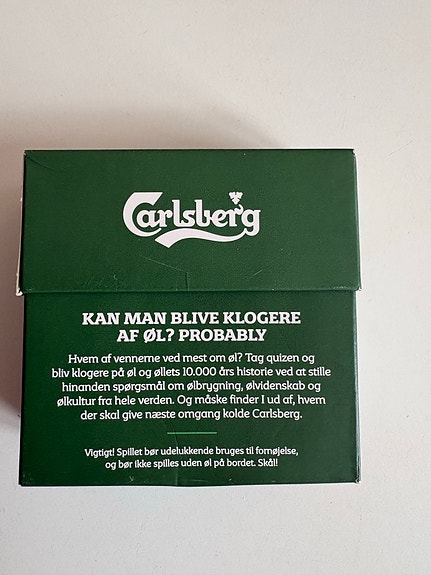 Carlsberg
KAN MAN BLIVE KLOGERE
AF ØL? PROBABLY
Hvem af vennerne ved mest om øl? Tag quizen og
bliv klogere på øl og øllets 10.000 års historie ved at stille
hinanden spørgsmål om ølbrygning, ølvidenskab og
ølkultur fra hele verden. Og måske finder I ud af, hvem
der skal give næste omgang kolde Carlsberg.
Vigtigt! Spillet bør udelukkende bruges til fornøjelse,
og bør ikke spilles uden øl på bordet. Skål!